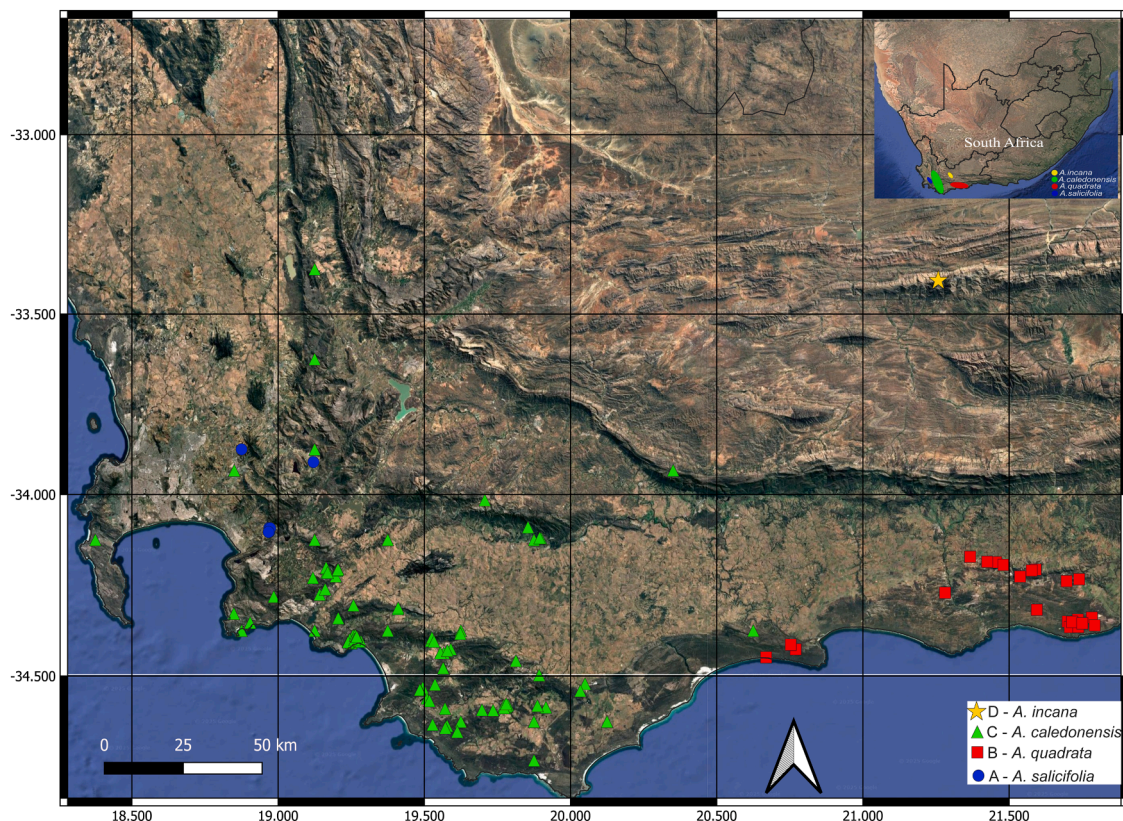 South Africa
A.incana
A.caledonensis
A.quadrata
A.salicifolia
-33.000
-33.500
-34.000
-34.500
0 25 50 km
D - A. incana
C - A. caledonensis
B - A. quadrata
A - A. salicifolia
18.500 19.000 19.500 20.000 20.500 21.000 21.500